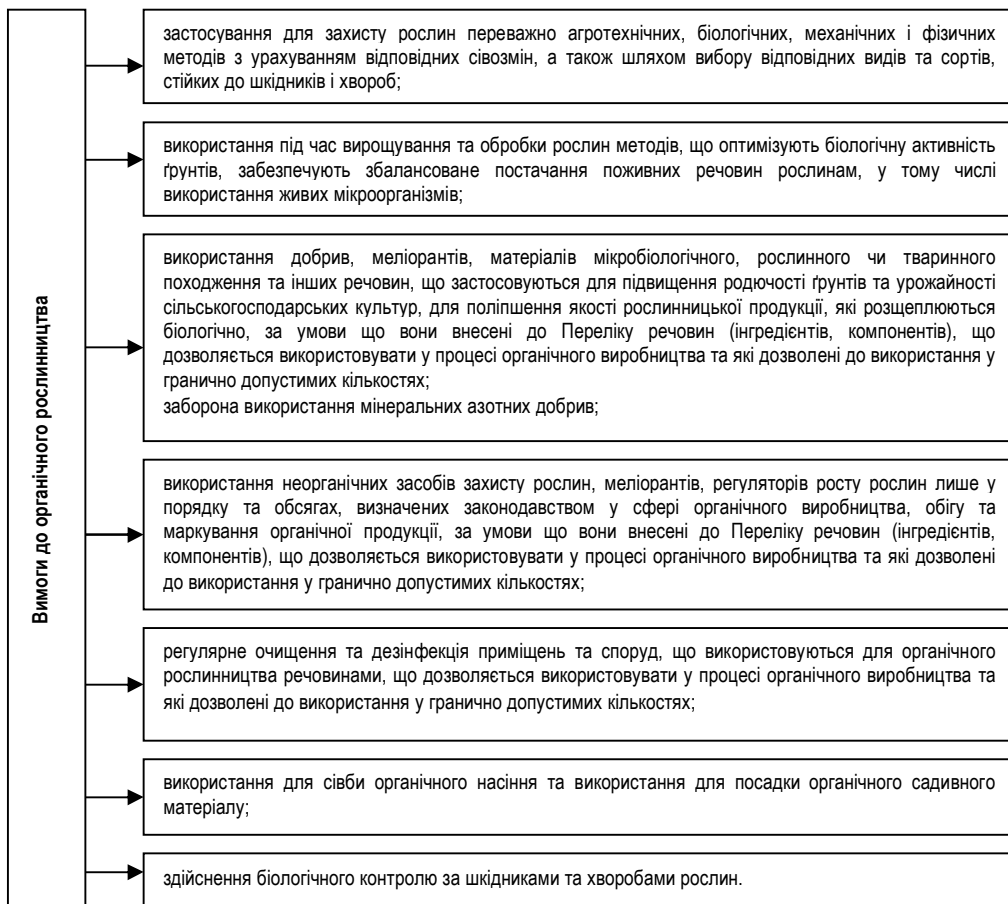 Вимоги до органічного рослинництва
застосування для захисту рослин переважно агротехнічних, біологічних, механічних і фізичних
методів з урахуванням відповідних сівозмін, а також шляхом вибору відповідних видів та сортів,
стійких до шкідників і хвороб;
використання під час вирощування та обробки рослин методів, що оптимізують біологічну активність
ґрунтів, забезпечують збалансоване постачання поживних речовин рослинам, у тому числі
використання живих мікроорганізмів;
використання добрив, меліорантів, матеріалів мікробіологічного, рослинного чи тваринного
походження та інших речовин, що застосовуються для підвищення родючості ґрунтів та урожайності
сільськогосподарських культур, для поліпшення якості рослинницької продукції, які розщеплюються
біологічно, за умови що вони внесені до Переліку речовин (інгредієнтів, компонентів), що
дозволяється використовувати у процесі органічного виробництва та які дозволені до використання у
гранично допустимих кількостях;
заборона використання мінеральних азотних добрив;
використання неорганічних засобів захисту рослин, меліорантів, регуляторів росту рослин лише у
порядку та обсягах, визначених законодавством у сфері органічного виробництва, обігу та
маркування органічної продукції, за умови що вони внесені до Переліку речовин (інгредієнтів,
компонентів), що дозволяється використовувати у процесі органічного виробництва та які дозволені
до використання у гранично допустимих кількостях;
регулярне очищення та дезінфекція приміщень та споруд, що використовуються для органічного
рослинництва речовинами, що дозволяється використовувати у процесі органічного виробництва та
які дозволені до використання у гранично допустимих кількостях;
використання для сівби органічного насіння та використання для посадки органічного садивного
матеріалу;
здійснення біологічного контролю за шкідниками та хворобами рослин.